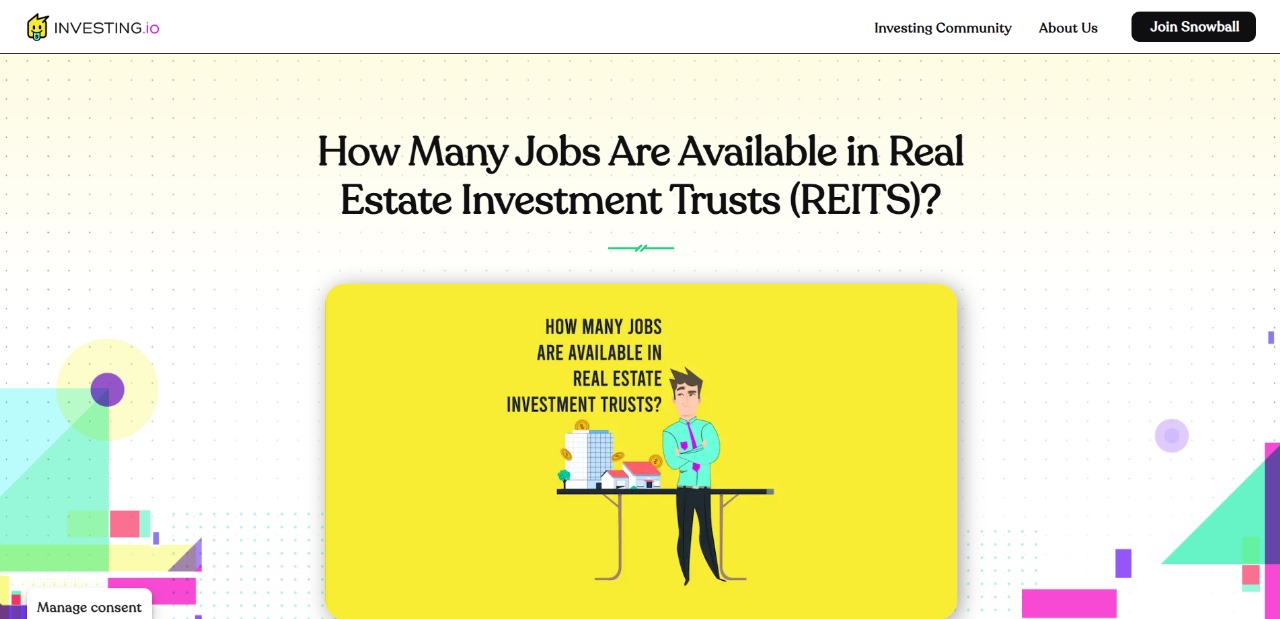 INVESTING.io
Investing Community
About Us
Join Snowball
How Many Jobs Are Available in Real
Estate Investment Trusts (REITS)?
HOW MANY JOBS
ARE AVAILABLE IN
REAL ESTATE
INVESTMENT TRUSTS?
Manage consent